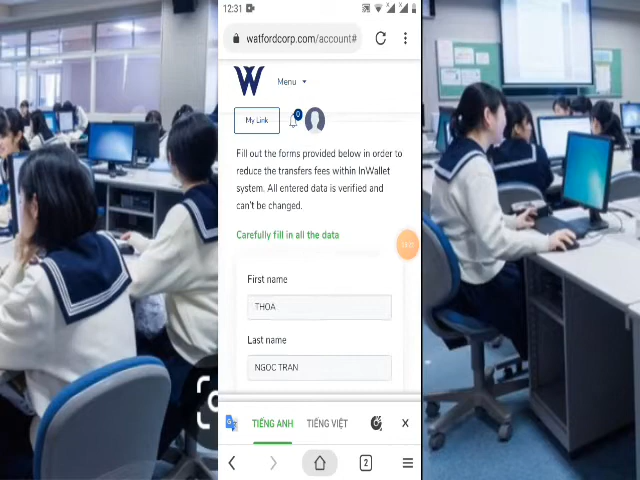 12:31
watfordcorp.com/account#
W
Menu
My Link
0
Fill out the forms provided below in order to
reduce the transfers fees within InWallet
system. All entered data is verified and
can't be changed.
Carefully fill in all the data
First name
THOA
Last name
NGOC TRAN
TIẾNG ANH TIẾNG VIỆT
2